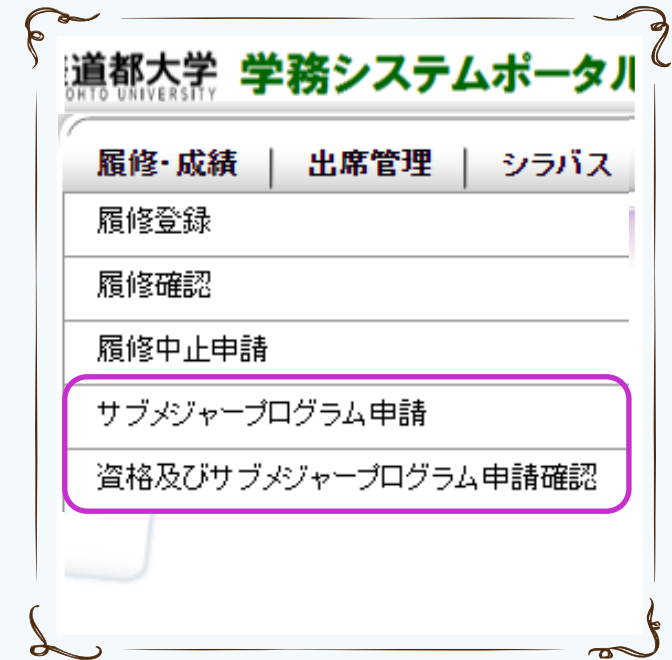 道都大学 学務システムポータル
OHTO UNIVERSITY
履修・成績 | 出席管理 | シラバス
履修登録
履修確認
履修中止申請
サブメジャープログラム申請
資格及びサブメジャープログラム申請確認